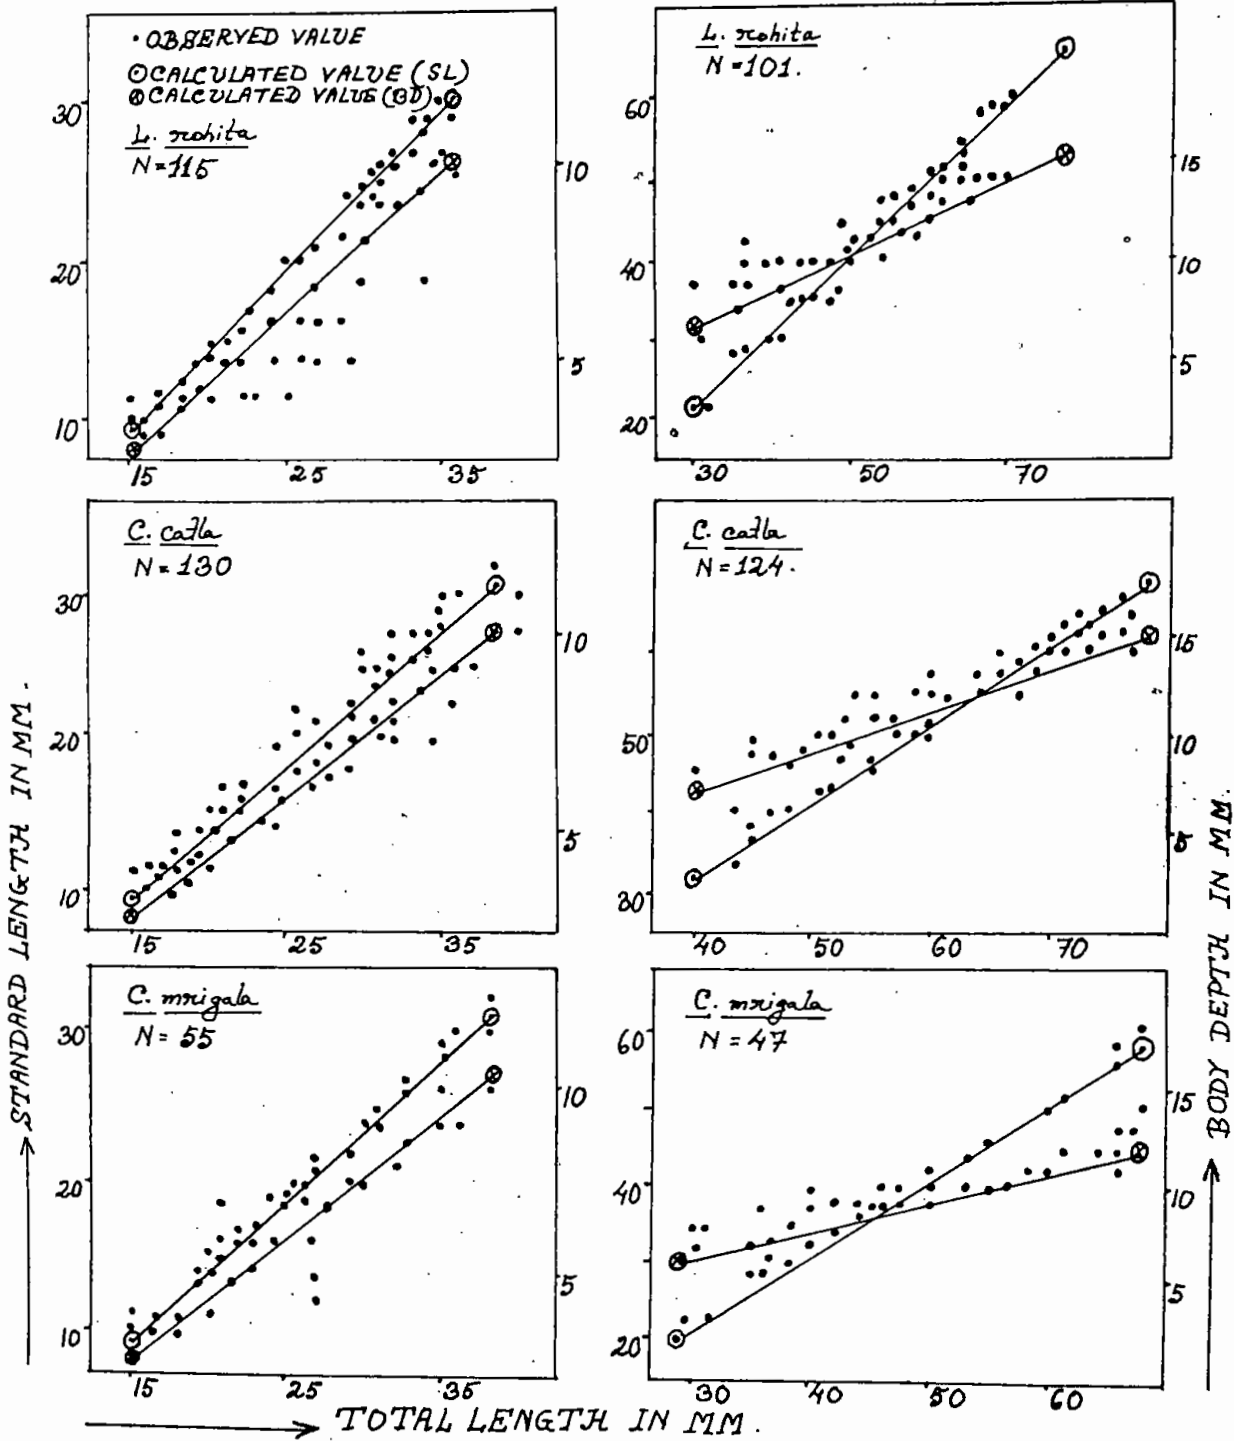 • OBSERVED VALUE
⊙CALCULATED VALUE (SL)
⊗CALCULATED VALUE (BD)
L. rohita
N=115
30
20
10
10
5
15 25 35
L. rohita
N=101.
60
40
20
15
10
5
30 50 70
C. catla
N=130
30
20
10
10
5
15 25 35
C. catla
N=124.
50
30
15
10
5
40 50 60 70
C. mrigala
N=55
30
20
10
10
5
15 25 35
C. mrigala
N=47
60
40
20
15
10
5
30 40 50 60
STANDARD LENGTH IN MM.
BODY DEPTH IN MM.
TOTAL LENGTH IN MM.